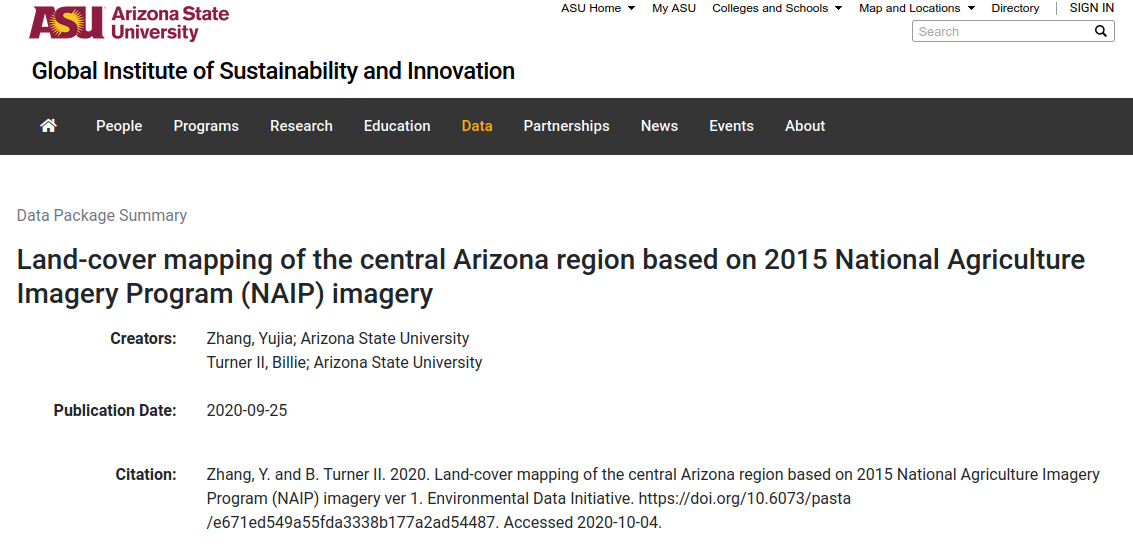 ASU Arizona State University
ASU Home My ASU Colleges and Schools Map and Locations Directory SIGN IN
Search
Global Institute of Sustainability and Innovation
People Programs Research Education Data Partnerships News Events About
Data Package Summary
Land-cover mapping of the central Arizona region based on 2015 National Agriculture
Imagery Program (NAIP) imagery
Creators: Zhang, Yujia; Arizona State University
Turner II, Billie; Arizona State University
Publication Date: 2020-09-25
Citation: Zhang, Y. and B. Turner II. 2020. Land-cover mapping of the central Arizona region based on 2015 National Agriculture Imagery
Program (NAIP) imagery ver 1. Environmental Data Initiative. https://doi.org/10.6073/pasta
/e671ed549a55fda3338b177a2ad54487. Accessed 2020-10-04.